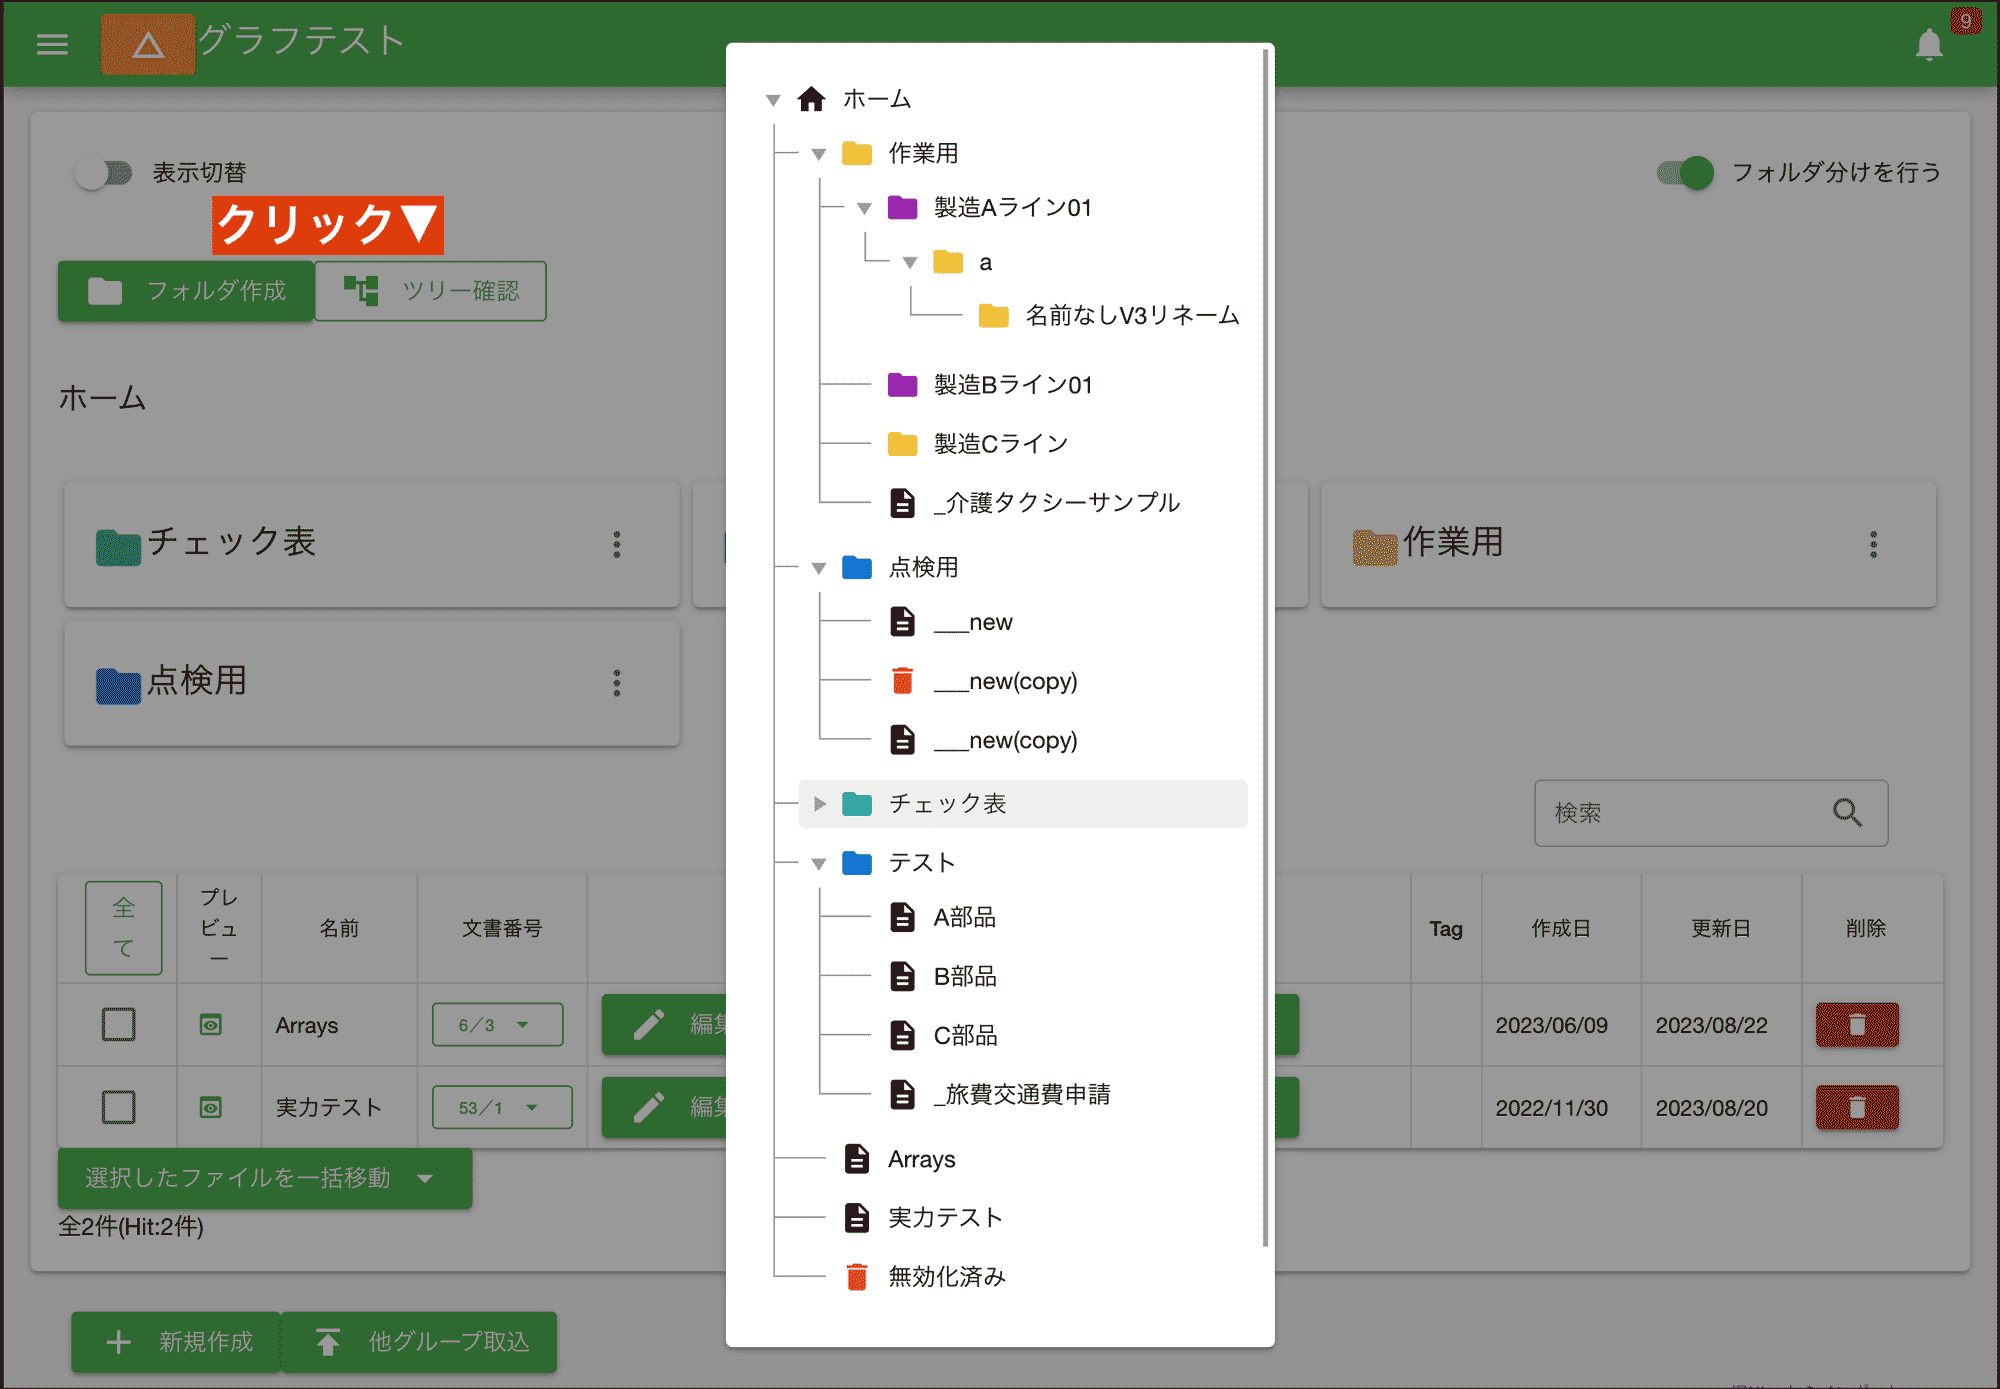 グラフテスト
9
表示切替
フォルダ分けを行う
クリック▼
フォルダ作成
ツリー確認
ホーム
チェック表
作業用
点検用
検索
全て
プレビュー
名前
文書番号
Tag
作成日
更新日
削除
Arrays
6／3
編集
2023/06/09
2023/08/22
実力テスト
53／1
編集
2022/11/30
2023/08/20
選択したファイルを一括移動
全2件(Hit:2件)
新規作成
他グループ取込
ホーム
作業用
製造Aライン01
a
名前なしV3リネーム
製造Bライン01
製造Cライン
_介護タクシーサンプル
点検用
___new
___new(copy)
___new(copy)
チェック表
テスト
A部品
B部品
C部品
_旅費交通費申請
Arrays
実力テスト
無効化済み